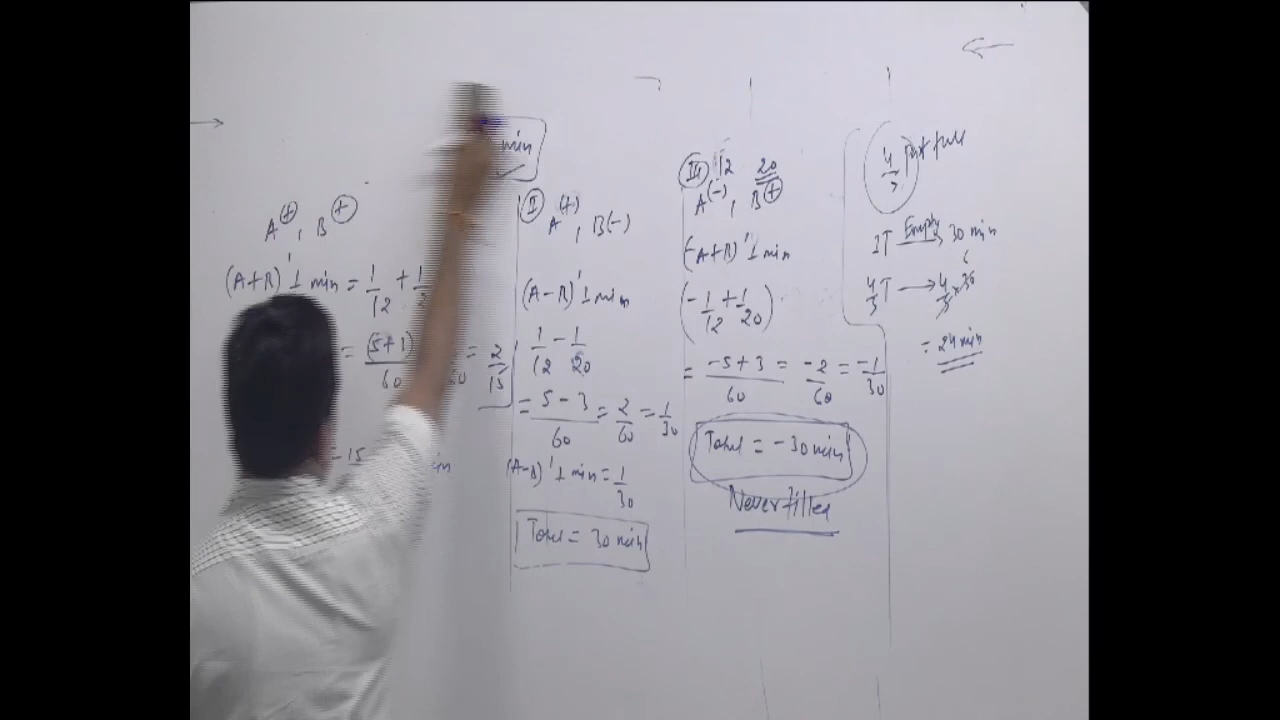 min
A⊕, B⊕
(A+B)' 1 min = 1/12 + 1/
= (5+1)/60 = 2/15
II A(+), B(-)
(A-B)' 1 min
1/12 - 1/20
= 5-3/60 = 2/60 = 1/30
(A-B)' 1 min = 1/30
Total = 30 min
III 12 20
A(-), B⊕
(-A+B)' 1 min
(-1/12 + 1/20)
= -5+3/60 = -2/60 = -1/30
Total = -30 min
Never filled
4/5 full
1T Empty → 30 min
4/5 T → 4/5 × 30 6
= 24 min